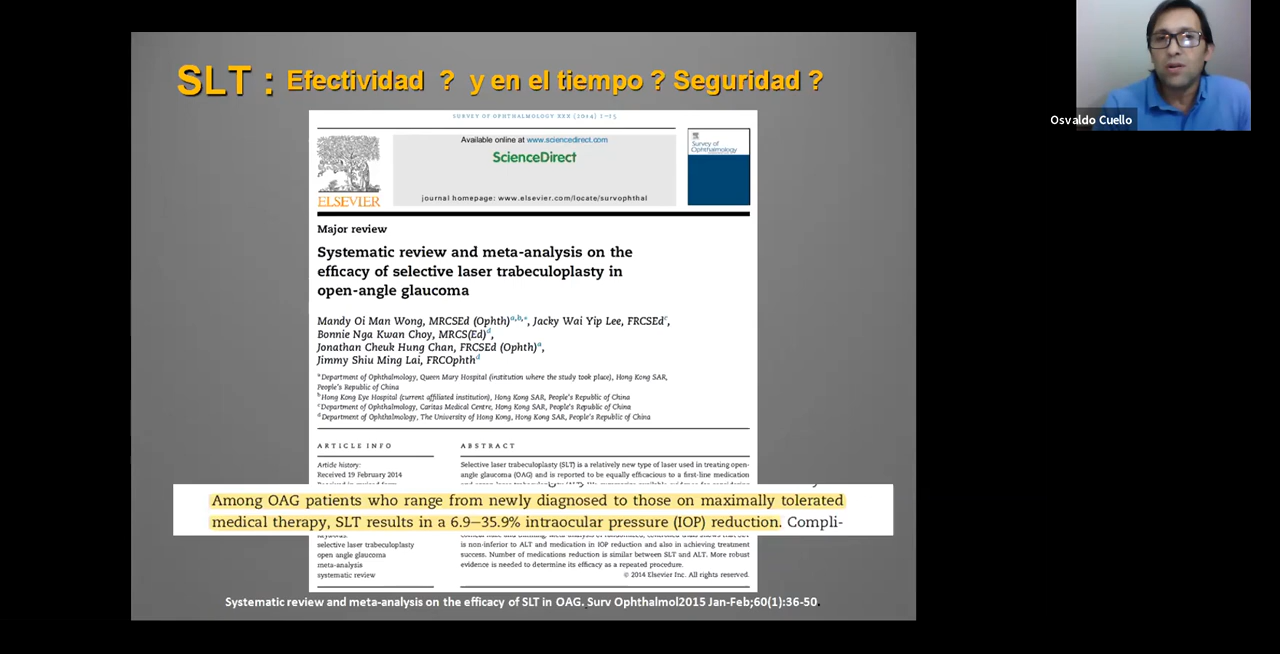 SLT : Efectividad ? y en el tiempo ? Seguridad ?
SURVEY OF OPHTHALMOLOGY XXX (2014) 1–15
Available online at www.sciencedirect.com
ScienceDirect
journal homepage: www.elsevier.com/locate/survophthal
ELSEVIER
Survey of
Ophthalmology
Major review
Systematic review and meta-analysis on the
efficacy of selective laser trabeculoplasty in
open-angle glaucoma
Mandy Oi Man Wong, MRCSEd (Ophth)a,b,*, Jacky Wai Yip Lee, FRCSEdc,
Bonnie Nga Kwan Choy, MRCS(Ed)d,
Jonathan Cheuk Hung Chan, FRCSEd (Ophth)a,
Jimmy Shiu Ming Lai, FRCOphthd
a Department of Ophthalmology, Queen Mary Hospital (institution where the study took place), Hong Kong SAR,
People's Republic of China
b Hong Kong Eye Hospital (current affiliated institution), Hong Kong SAR, People's Republic of China
c Department of Ophthalmology, Caritas Medical Centre, Hong Kong SAR, People's Republic of China
d Department of Ophthalmology, The University of Hong Kong, Hong Kong SAR, People's Republic of China
ARTICLE INFO
Article history:
Received 19 February 2014
ABSTRACT
Selective laser trabeculoplasty (SLT) is a relatively new type of laser used in treating open-
angle glaucoma (OAG) and is reported to be equally efficacious to a first-line medication
Among OAG patients who range from newly diagnosed to those on maximally tolerated
medical therapy, SLT results in a 6.9–35.9% intraocular pressure (IOP) reduction. Compli-
selective laser trabeculoplasty
open angle glaucoma
meta-analysis
systematic review
is non-inferior to ALT and medication in IOP reduction and also in achieving treatment
success. Number of medications reduction is similar between SLT and ALT. More robust
evidence is needed to determine its efficacy as a repeated procedure.
© 2014 Elsevier Inc. All rights reserved.
Systematic review and meta-analysis on the efficacy of SLT in OAG. Surv Ophthalmol2015 Jan-Feb;60(1):36-50.
Osvaldo Cuello